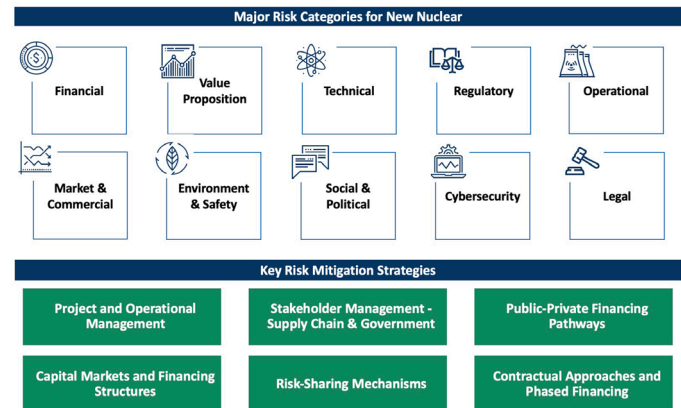 Major Risk Categories for New Nuclear
Financial
Value
Proposition
Technical
Regulatory
Operational
Market &
Commercial
Environment
& Safety
Social &
Political
Cybersecurity
Legal
Key Risk Mitigation Strategies
Project and Operational
Management
Stakeholder Management -
Supply Chain & Government
Public-Private Financing
Pathways
Capital Markets and Financing
Structures
Risk-Sharing Mechanisms
Contractual Approaches and
Phased Financing